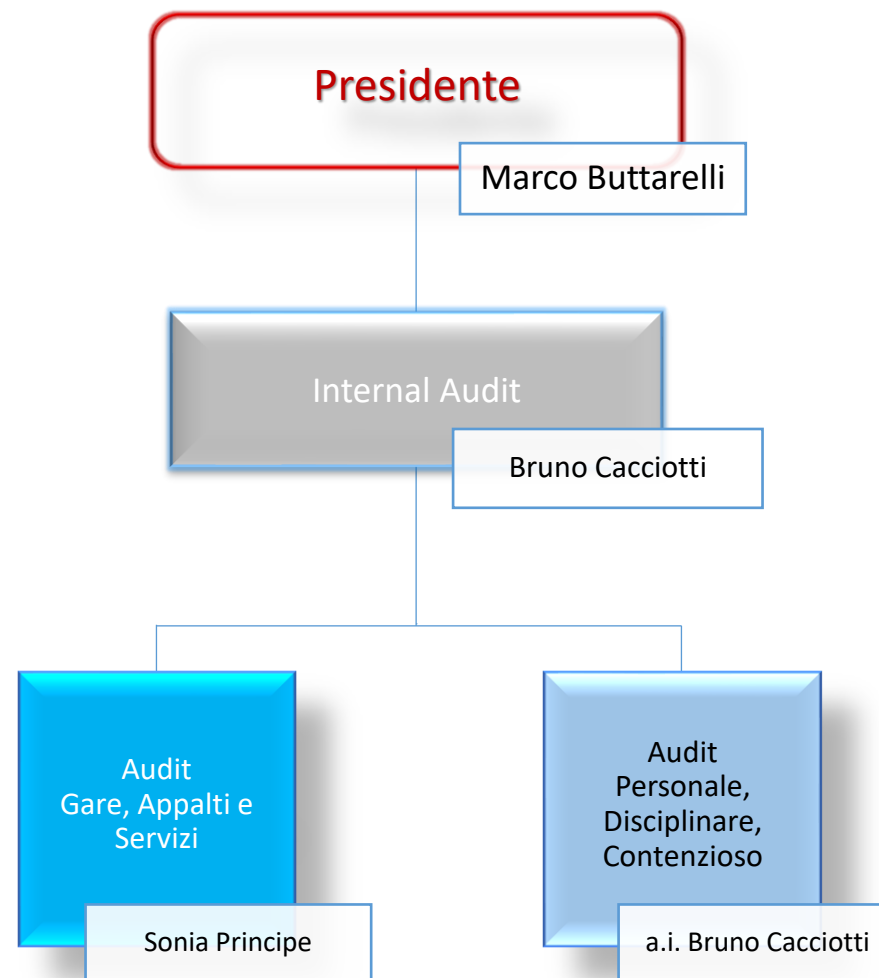 Presidente
Marco Buttarelli
Internal Audit
Bruno Cacciotti
Audit
Gare, Appalti e
Servizi
Sonia Principe
Audit
Personale,
Disciplinare,
Contenzioso
a.i. Bruno Cacciotti